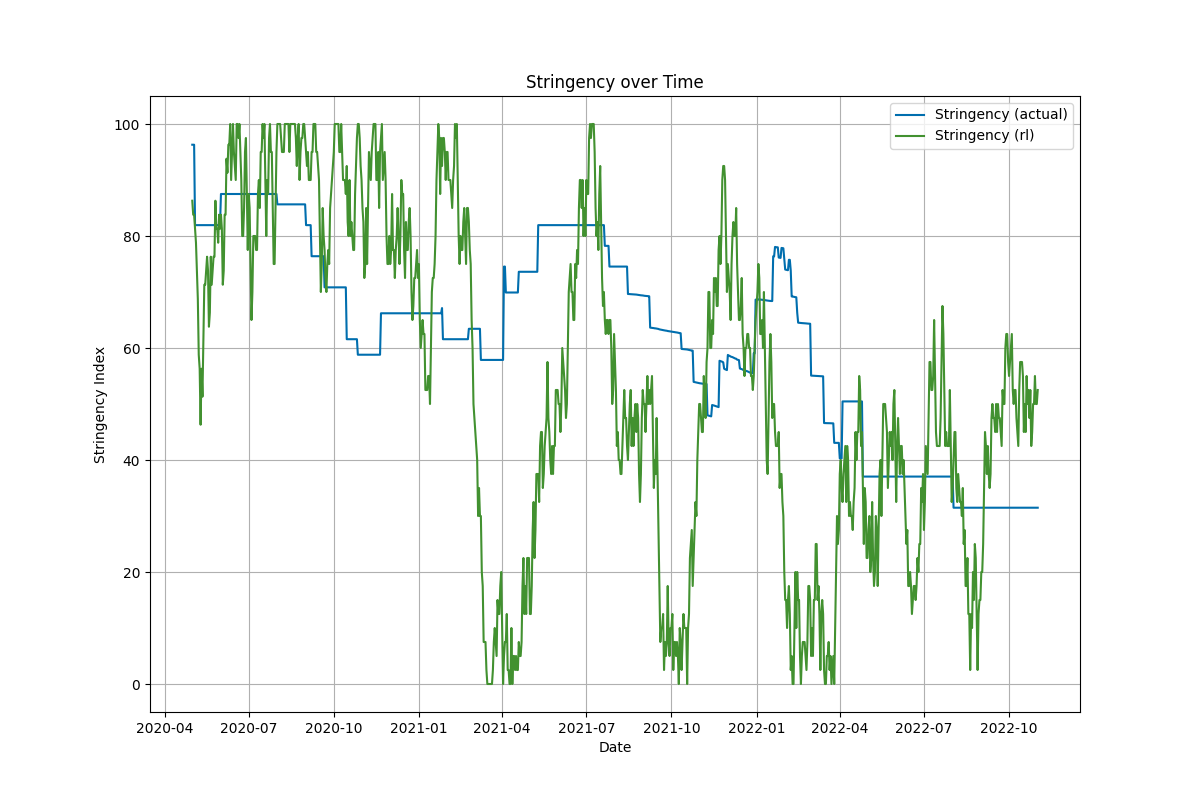 Stringency over Time
Stringency (actual)
Stringency (rl)
Stringency Index
100
80
60
40
20
0
2020-04 2020-07 2020-10 2021-01 2021-04 2021-07 2021-10 2022-01 2022-04 2022-07 2022-10
Date